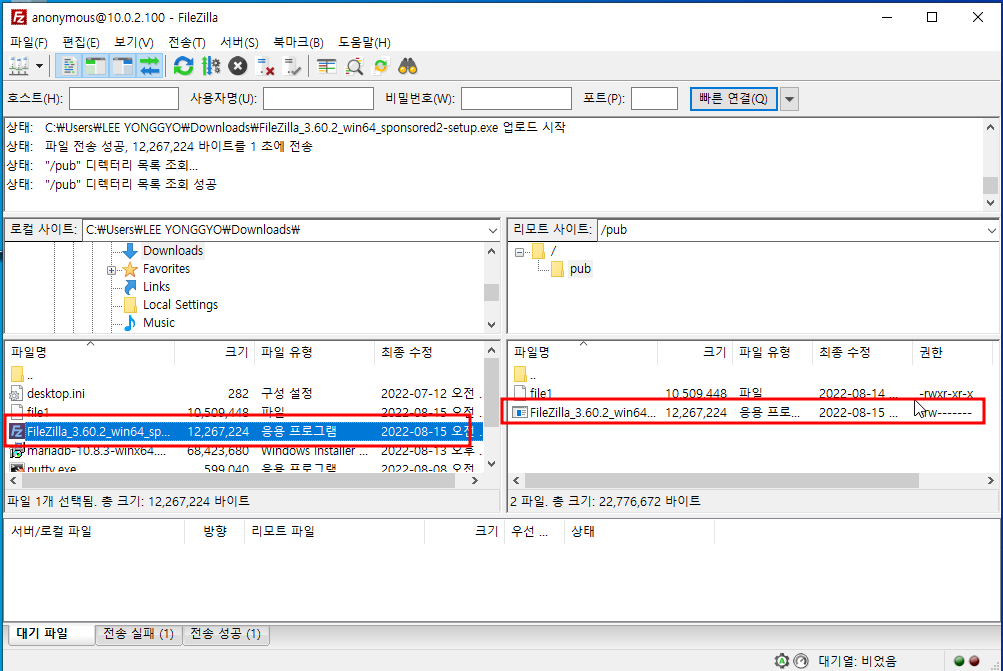 anonymous@10.0.2.100 - FileZilla
파일(F) 편집(E) 보기(V) 전송(T) 서버(S) 북마크(B) 도움말(H)
호스트(H): 사용자명(U): 비밀번호(W): 포트(P): 빠른 연결(Q)
상태: C:₩Users₩LEE YONGGYO₩Downloads₩FileZilla_3.60.2_win64_sponsored2-setup.exe 업로드 시작
상태: 파일 전송 성공, 12,267,224 바이트를 1 초에 전송
상태: "/pub" 디렉터리 목록 조회...
상태: "/pub" 디렉터리 목록 조회 성공
로컬 사이트: C:₩Users₩LEE YONGGYO₩Downloads₩
Downloads
Favorites
Links
Local Settings
Music
리모트 사이트: /pub
/
pub
파일명 크기 파일 유형 최종 수정
..
desktop.ini 282 구성 설정 2022-07-12 오전 ...
file1 10,509,448 파일 2022-08-15 오전 ...
FileZilla_3.60.2_win64_sp... 12,267,224 응용 프로그램 2022-08-15 오전 ...
mariadb-10.8.3-winx64.... 68,423,680 Windows Installer ... 2022-08-13 오후 ...
putty.exe 599,040 응용 프로그램 2022-08-08 오전 ...
파일 1개 선택됨. 총 크기: 12,267,224 바이트
파일명 크기 파일 유형 최종 수정 권한
..
file1 10,509,448 파일 2022-08-14 ... -rwxr-xr-x
FileZilla_3.60.2_win64... 12,267,224 응용 프로... 2022-08-15 ... -rw-------
2 파일. 총 크기: 22,776,672 바이트
서버/로컬 파일 방향 리모트 파일 크기 우선 ... 상태
대기 파일 전송 실패 (1) 전송 성공 (1)
대기열: 비었음